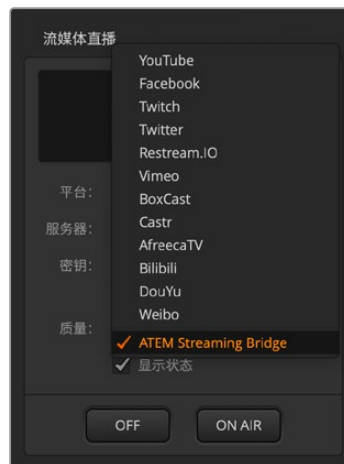 流媒体直播
YouTube
Facebook
Twitch
Twitter
Restream.IO
Vimeo
平台：
BoxCast
服务器：
Castr
AfreecaTV
密钥：
Bilibili
DouYu
Weibo
质量：
ATEM Streaming Bridge
显示状态
OFF
ON AIR